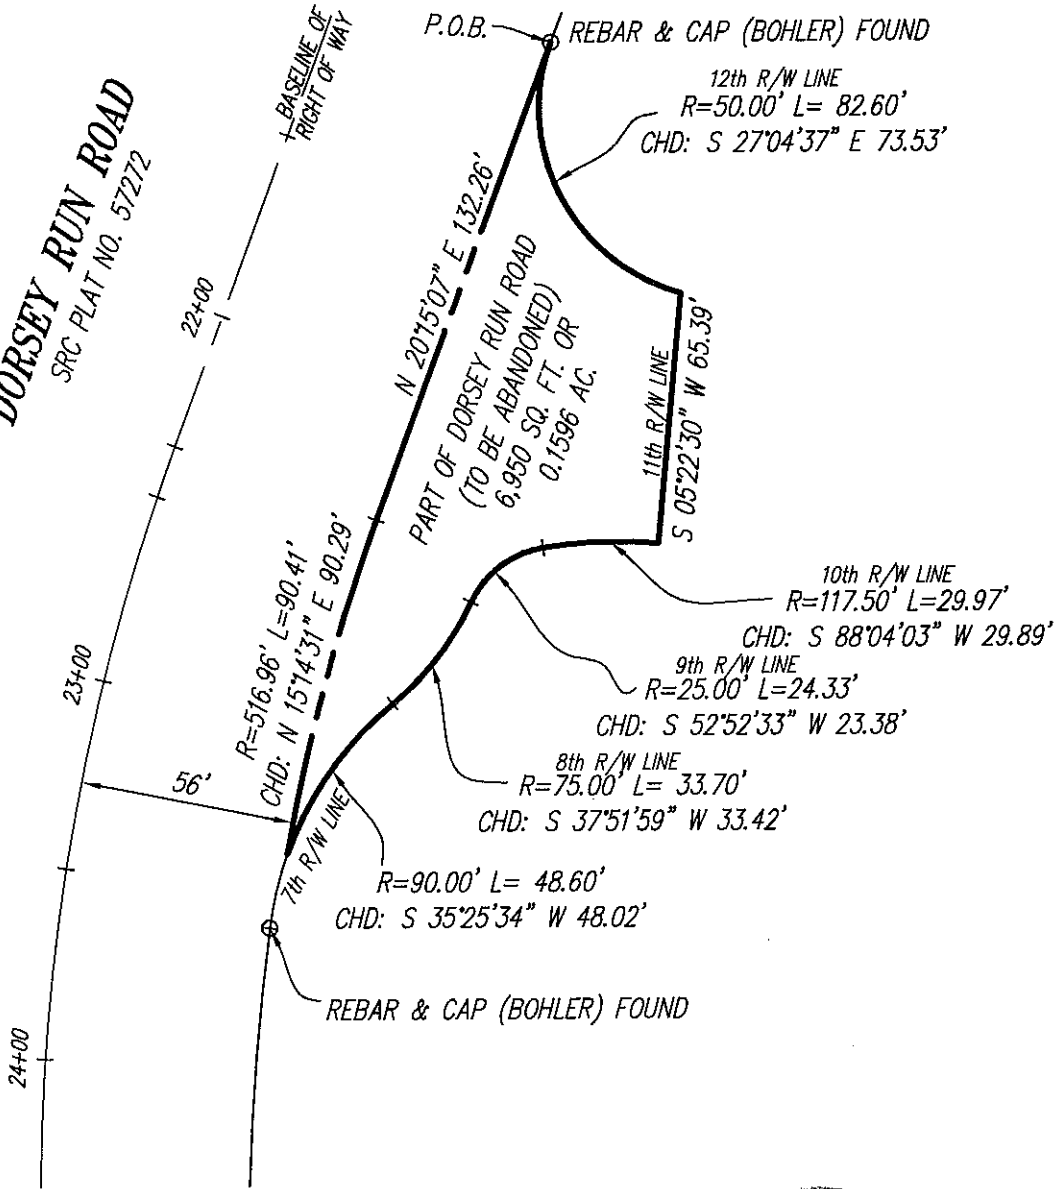 P.O.B.
REBAR & CAP (BOHLER) FOUND
BASELINE OF
RIGHT OF WAY
12th R/W LINE
R=50.00' L= 82.60'
CHD: S 27°04'37" E 73.53'
DORSEY RUN ROAD
SRC PLAT NO. 57272
22+00
N 20°15'07" E 132.26'
PART OF DORSEY RUN ROAD
(TO BE ABANDONED)
6,950 SQ. FT. OR
0.1596 AC.
11th R/W LINE
S 05°22'30" W 65.39'
10th R/W LINE
R=117.50' L=29.97'
CHD: S 88°04'03" W 29.89'
R=516.96' L=90.41'
CHD: N 15°14'31" E 90.29'
9th R/W LINE
R=25.00' L=24.33'
CHD: S 52°52'33" W 23.38'
23+00
56'
8th R/W LINE
R=75.00' L= 33.70'
CHD: S 37°51'59" W 33.42'
7th R/W LINE
R=90.00' L= 48.60'
CHD: S 35°25'34" W 48.02'
REBAR & CAP (BOHLER) FOUND
24+00